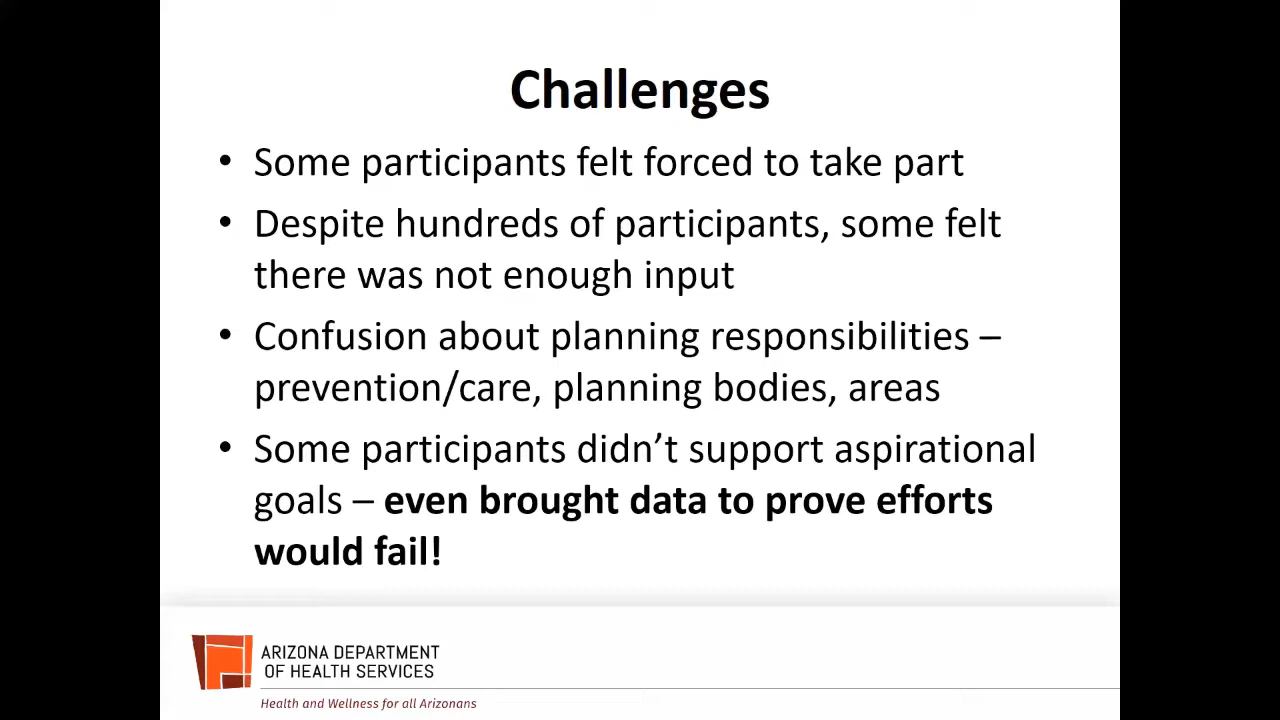 Challenges
• Some participants felt forced to take part
• Despite hundreds of participants, some felt
there was not enough input
• Confusion about planning responsibilities –
prevention/care, planning bodies, areas
• Some participants didn’t support aspirational
goals – even brought data to prove efforts
would fail!
ARIZONA DEPARTMENT
OF HEALTH SERVICES
Health and Wellness for all Arizonans